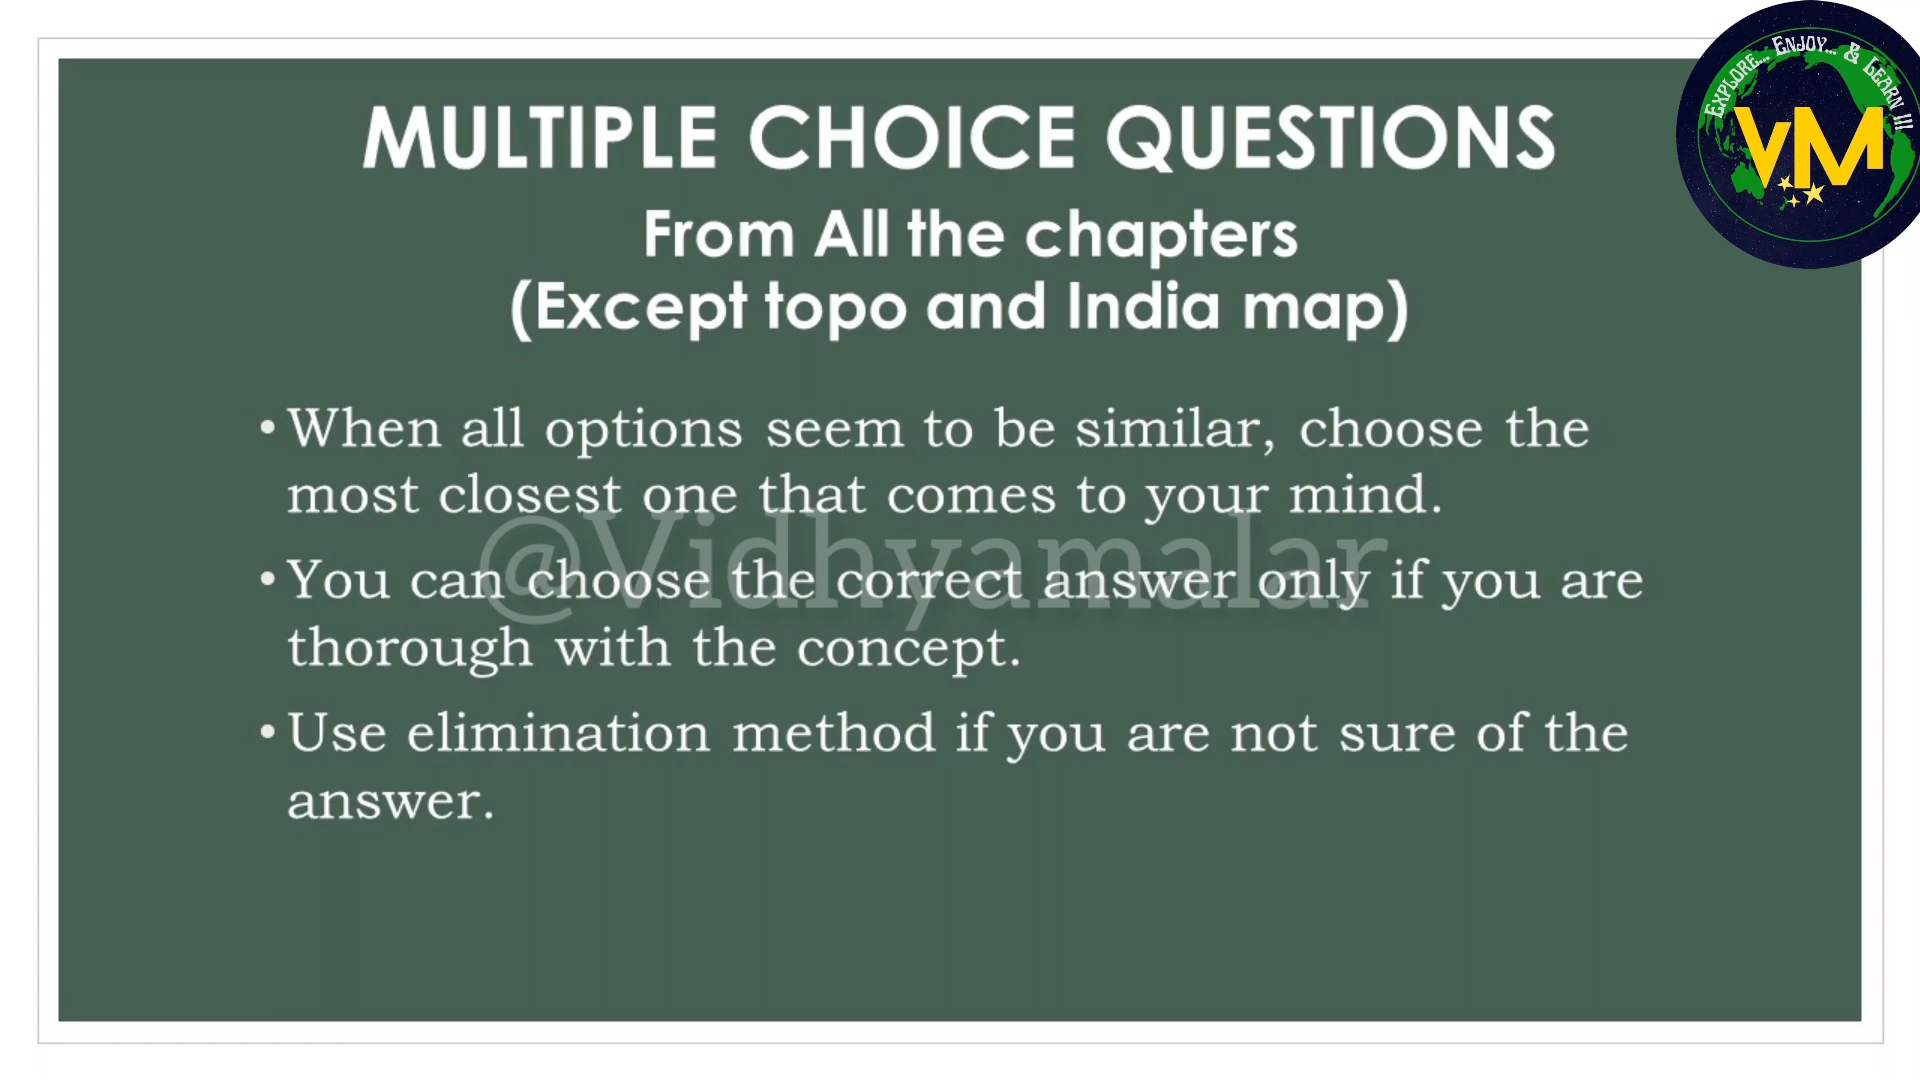 EXPLORE... ENJOY... & LEARN !!!
VM
MULTIPLE CHOICE QUESTIONS
From All the chapters
(Except topo and India map)
• When all options seem to be similar, choose the
most closest one that comes to your mind.
@Vidhyamalar
• You can choose the correct answer only if you are
thorough with the concept.
• Use elimination method if you are not sure of the
answer.